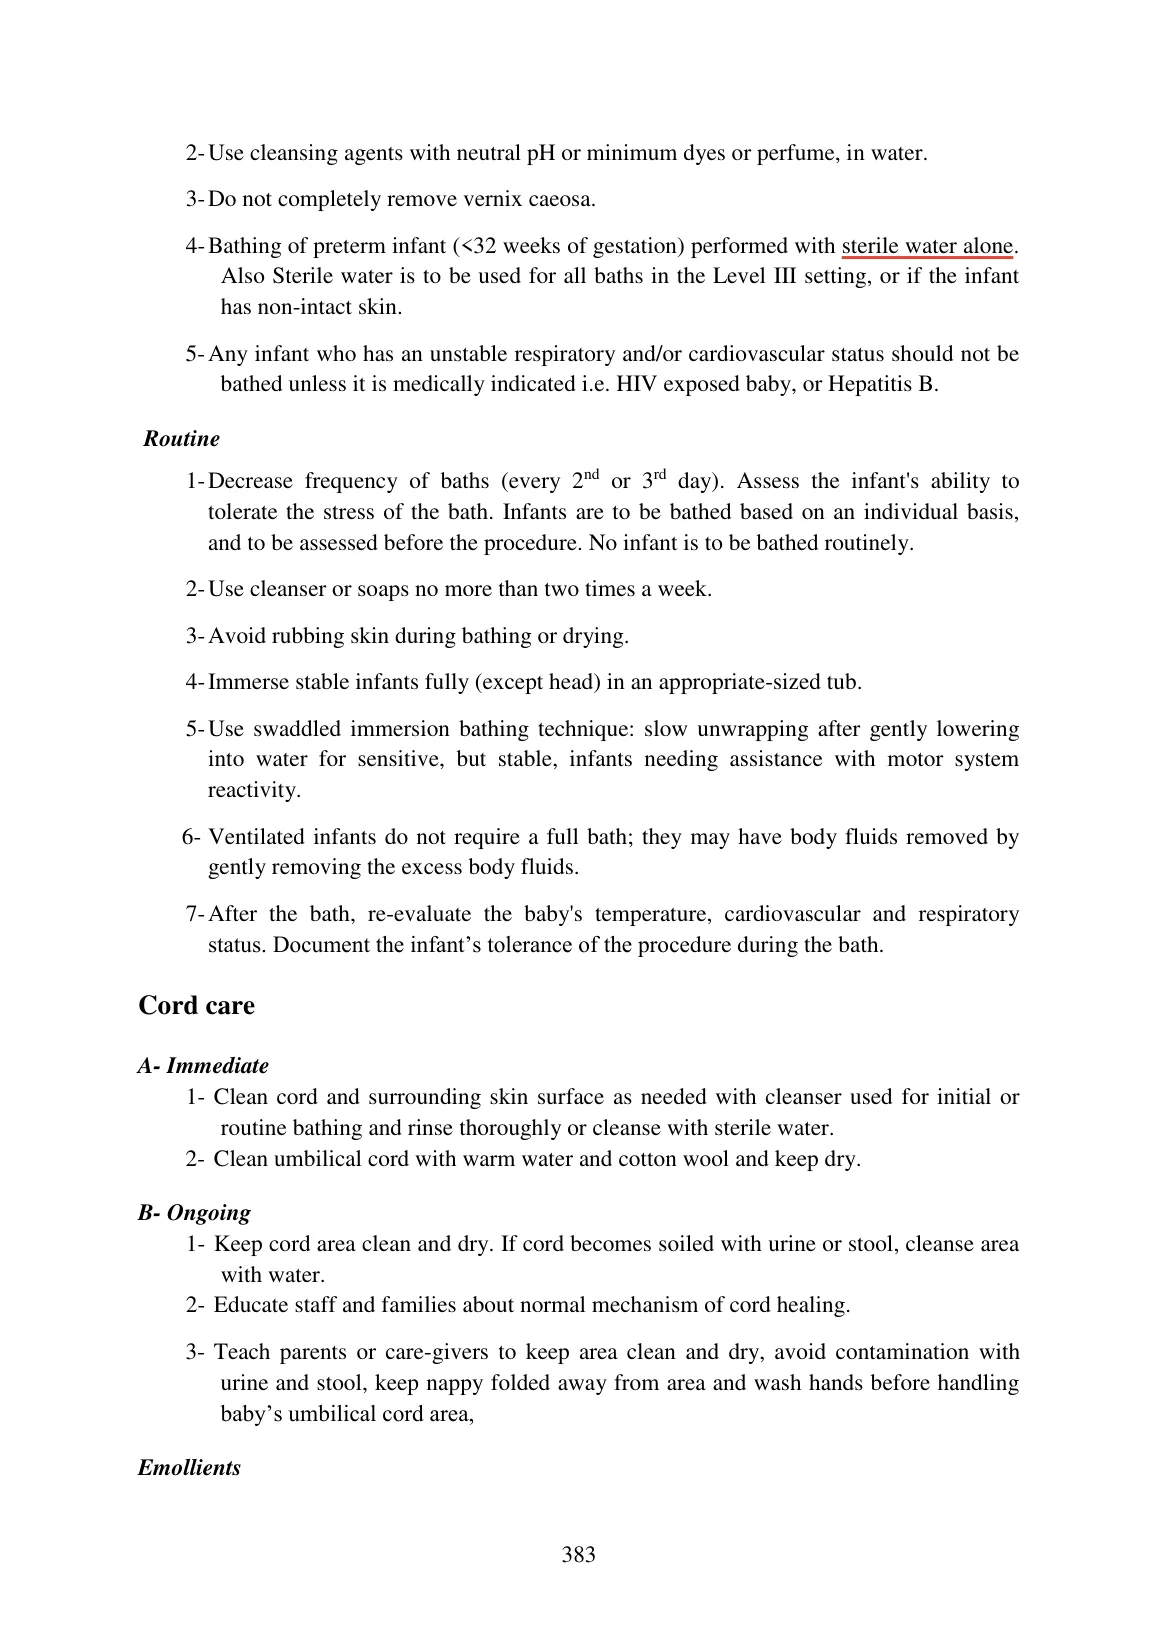 2- Use cleansing agents with neutral pH or minimum dyes or perfume, in water.
3- Do not completely remove vernix caeosa.
4- Bathing of preterm infant (<32 weeks of gestation) performed with sterile water alone.
Also Sterile water is to be used for all baths in the Level III setting, or if the infant
has non-intact skin.
5- Any infant who has an unstable respiratory and/or cardiovascular status should not be
bathed unless it is medically indicated i.e. HIV exposed baby, or Hepatitis B.
Routine
1- Decrease frequency of baths (every 2nd or 3rd day). Assess the infant's ability to
tolerate the stress of the bath. Infants are to be bathed based on an individual basis,
and to be assessed before the procedure. No infant is to be bathed routinely.
2- Use cleanser or soaps no more than two times a week.
3- Avoid rubbing skin during bathing or drying.
4- Immerse stable infants fully (except head) in an appropriate-sized tub.
5- Use swaddled immersion bathing technique: slow unwrapping after gently lowering
into water for sensitive, but stable, infants needing assistance with motor system
reactivity.
6- Ventilated infants do not require a full bath; they may have body fluids removed by
gently removing the excess body fluids.
7- After the bath, re-evaluate the baby's temperature, cardiovascular and respiratory
status. Document the infant’s tolerance of the procedure during the bath.
Cord care
A- Immediate
1- Clean cord and surrounding skin surface as needed with cleanser used for initial or
routine bathing and rinse thoroughly or cleanse with sterile water.
2- Clean umbilical cord with warm water and cotton wool and keep dry.
B- Ongoing
1- Keep cord area clean and dry. If cord becomes soiled with urine or stool, cleanse area
with water.
2- Educate staff and families about normal mechanism of cord healing.
3- Teach parents or care-givers to keep area clean and dry, avoid contamination with
urine and stool, keep nappy folded away from area and wash hands before handling
baby’s umbilical cord area,
Emollients
383